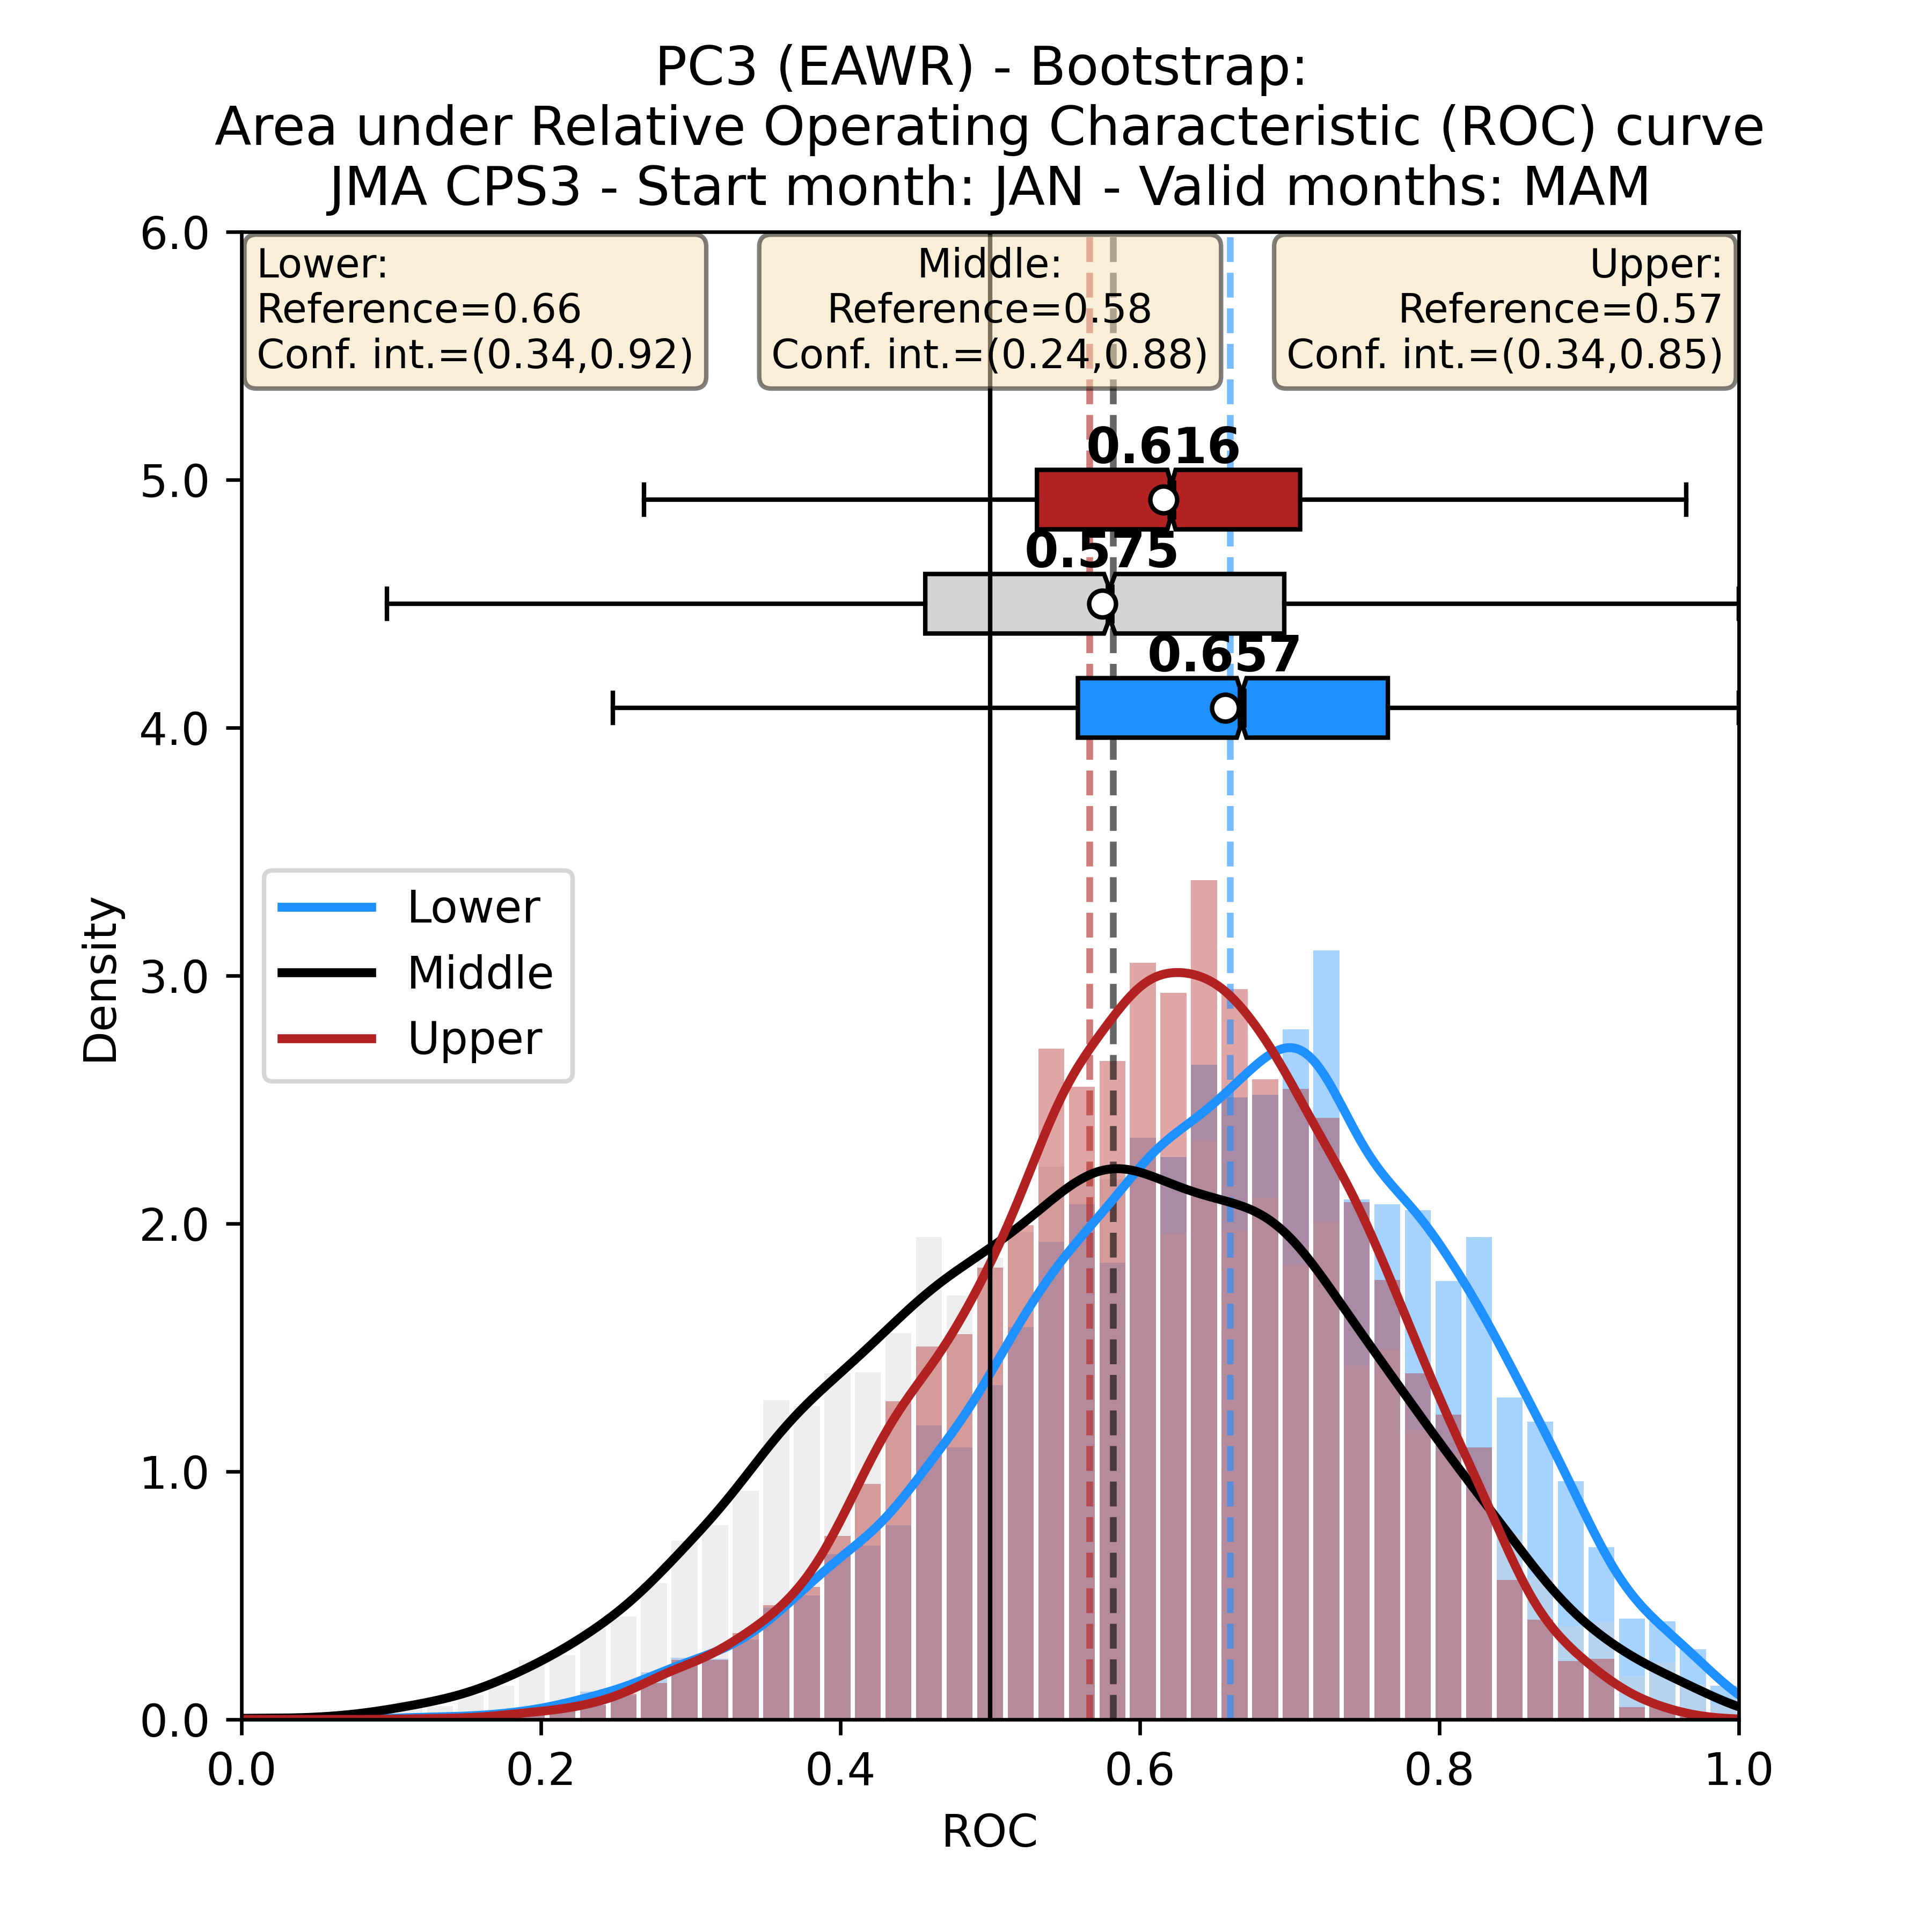 PC3 (EAWR) - Bootstrap:
Area under Relative Operating Characteristic (ROC) curve
JMA CPS3 - Start month: JAN - Valid months: MAM
Lower:
Reference=0.66
Conf. int.=(0.34,0.92)
Middle:
Reference=0.58
Conf. int.=(0.24,0.88)
Upper:
Reference=0.57
Conf. int.=(0.34,0.85)
0.616
0.575
0.657
Lower
Middle
Upper
Density
6.0
5.0
4.0
3.0
2.0
1.0
0.0
0.0 0.2 0.4 0.6 0.8 1.0
ROC